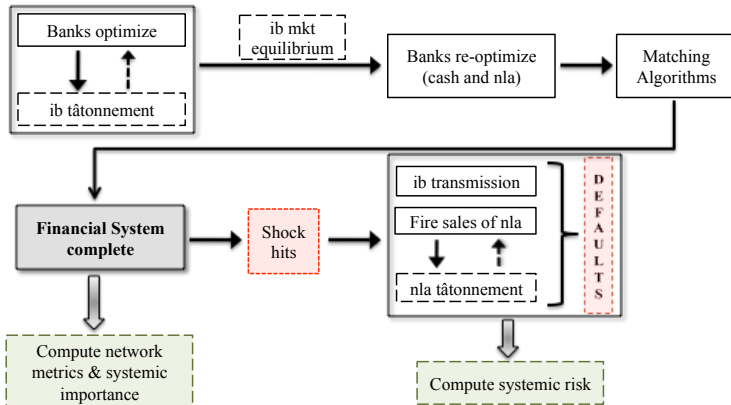 Banks optimize
ib tâtonnement
ib mkt
equilibrium
Banks re-optimize
(cash and nla)
Matching
Algorithms
Financial System
complete
Shock
hits
ib transmission
Fire sales of nla
nla tâtonnement
DEFAULTS
Compute network
metrics & systemic
importance
Compute systemic risk